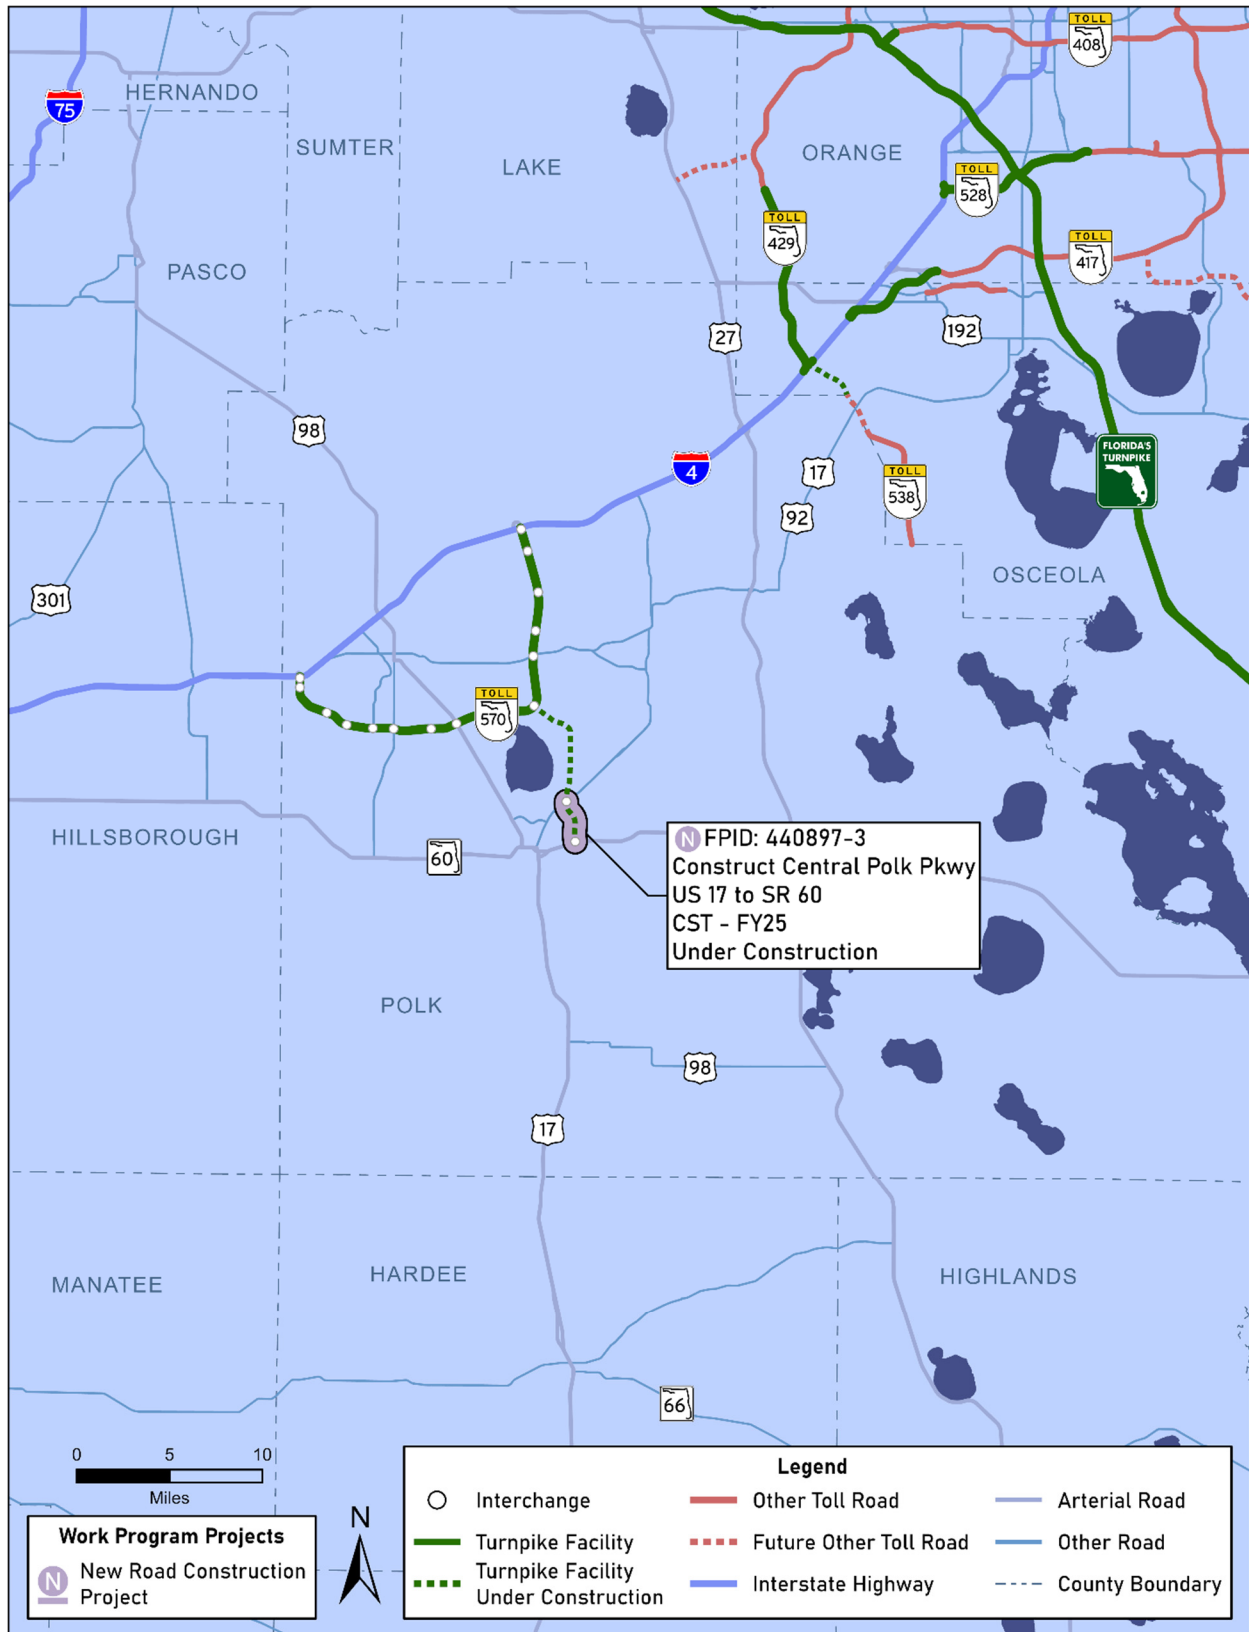 TOLL
408
HERNANDO
75
SUMTER
LAKE
ORANGE
TOLL
528
TOLL
429
TOLL
417
PASCO
27
192
98
FLORIDA'S
TURNPIKE
4
17
TOLL
538
92
OSCEOLA
301
TOLL
570
HILLSBOROUGH
60
N FPID: 440897-3
Construct Central Polk Pkwy
US 17 to SR 60
CST - FY25
Under Construction
POLK
98
17
MANATEE
HARDEE
HIGHLANDS
66
0 5 10
Miles
N
Work Program Projects
N New Road Construction
Project
Legend
Interchange
Turnpike Facility
Turnpike Facility
Under Construction
Other Toll Road
Future Other Toll Road
Interstate Highway
Arterial Road
Other Road
County Boundary